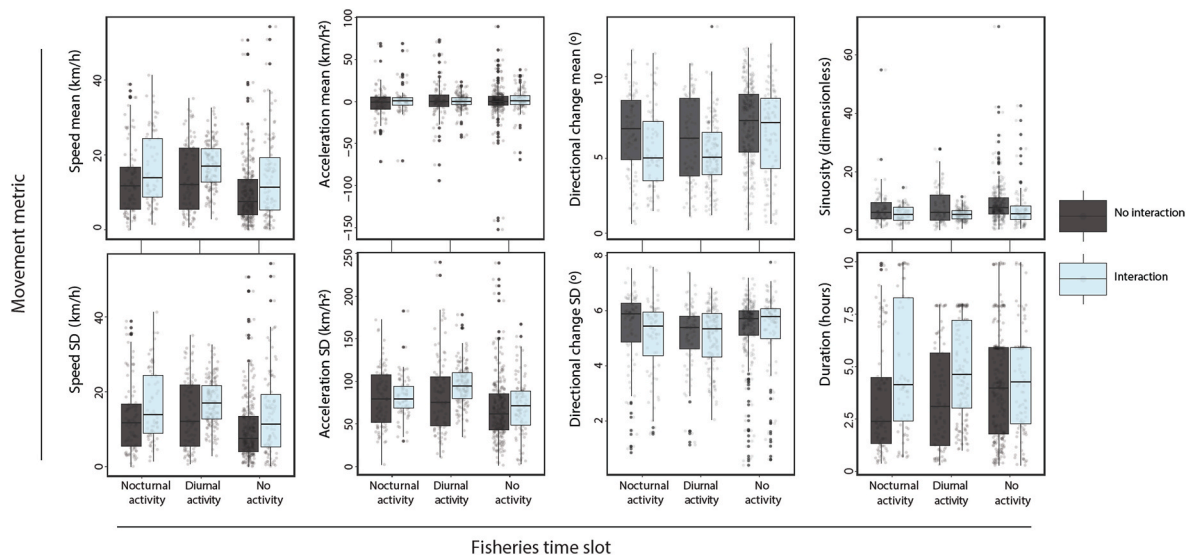 Movement metric
Speed mean (km/h)
0
20
40
Acceleration mean (km/h²)
−150
−100
−50
0
50
100
Directional change mean (º)
0
5
10
Sinuosity (dimensionless)
0
20
40
60
Speed SD (km/h)
0
20
40
Acceleration SD (km/h²)
0
50
100
150
200
250
Directional change SD (º)
2
4
6
8
Duration (hours)
0
2.5
5.0
7.5
10
No interaction
Interaction
Nocturnal
activity
Diurnal
activity
No
activity
Nocturnal
activity
Diurnal
activity
No
activity
Nocturnal
activity
Diurnal
activity
No
activity
Nocturnal
activity
Diurnal
activity
No
activity
Fisheries time slot